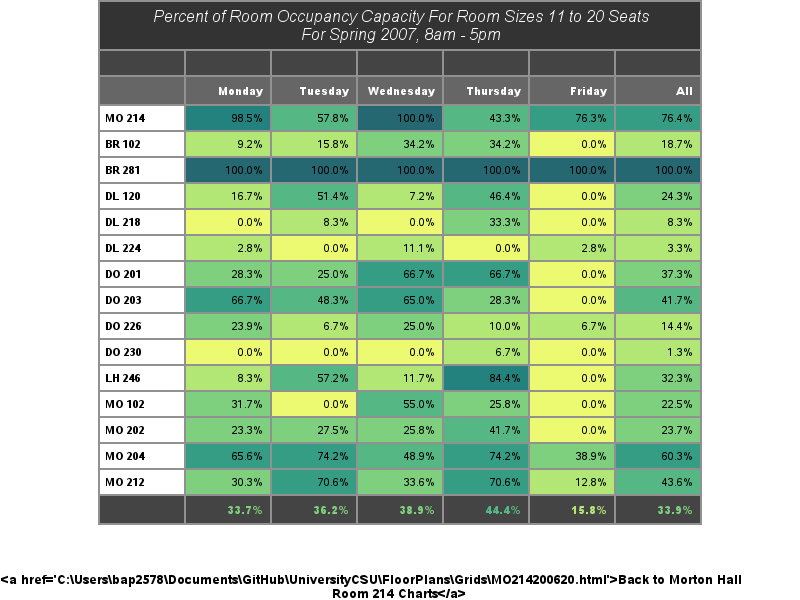 Percent of Room Occupancy Capacity For Room Sizes 11 to 20 Seats
For Spring 2007, 8am - 5pm
Monday Tuesday Wednesday Thursday Friday All
MO 214 98.5% 57.8% 100.0% 43.3% 76.3% 76.4%
BR 102 9.2% 15.8% 34.2% 34.2% 0.0% 18.7%
BR 281 100.0% 100.0% 100.0% 100.0% 100.0% 100.0%
DL 120 16.7% 51.4% 7.2% 46.4% 0.0% 24.3%
DL 218 0.0% 8.3% 0.0% 33.3% 0.0% 8.3%
DL 224 2.8% 0.0% 11.1% 0.0% 2.8% 3.3%
DO 201 28.3% 25.0% 66.7% 66.7% 0.0% 37.3%
DO 203 66.7% 48.3% 65.0% 28.3% 0.0% 41.7%
DO 226 23.9% 6.7% 25.0% 10.0% 6.7% 14.4%
DO 230 0.0% 0.0% 0.0% 6.7% 0.0% 1.3%
LH 246 8.3% 57.2% 11.7% 84.4% 0.0% 32.3%
MO 102 31.7% 0.0% 55.0% 25.8% 0.0% 22.5%
MO 202 23.3% 27.5% 25.8% 41.7% 0.0% 23.7%
MO 204 65.6% 74.2% 48.9% 74.2% 38.9% 60.3%
MO 212 30.3% 70.6% 33.6% 70.6% 12.8% 43.6%
33.7% 36.2% 38.9% 44.4% 15.8% 33.9%
<a href='C:\Users\bap2578\Documents\GitHub\UniversityCSU\FloorPlans\Grids\MO214200620.html'>Back to Morton Hall
Room 214 Charts</a>